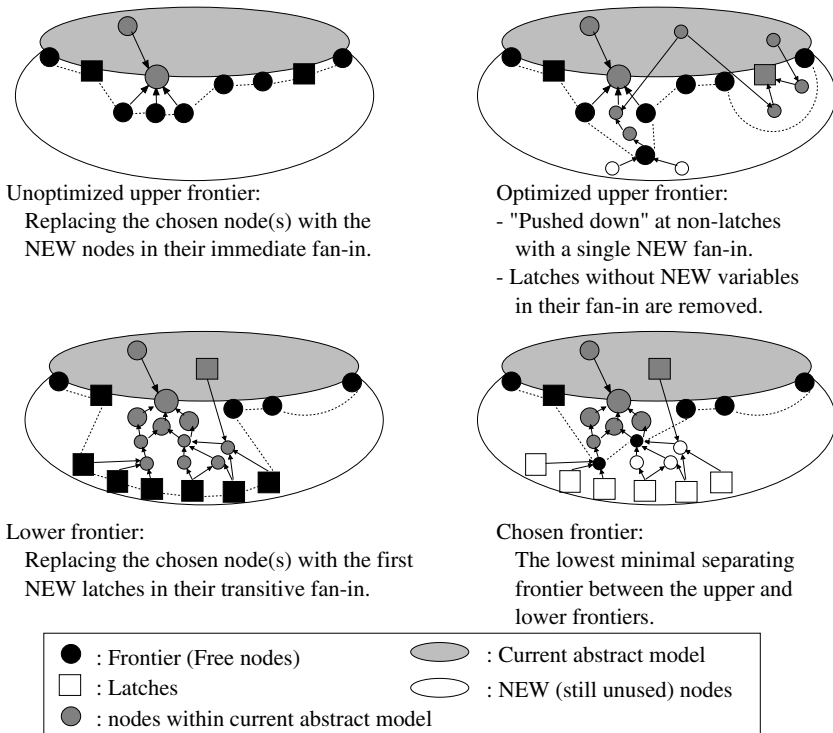 Unoptimized upper frontier:
Replacing the chosen node(s) with the
NEW nodes in their immediate fan-in.
Optimized upper frontier:
- "Pushed down" at non-latches
with a single NEW fan-in.
- Latches without NEW variables
in their fan-in are removed.
Lower frontier:
Replacing the chosen node(s) with the first
NEW latches in their transitive fan-in.
Chosen frontier:
The lowest minimal separating
frontier between the upper and
lower frontiers.
: Frontier (Free nodes)
: Latches
: nodes within current abstract model
: Current abstract model
: NEW (still unused) nodes